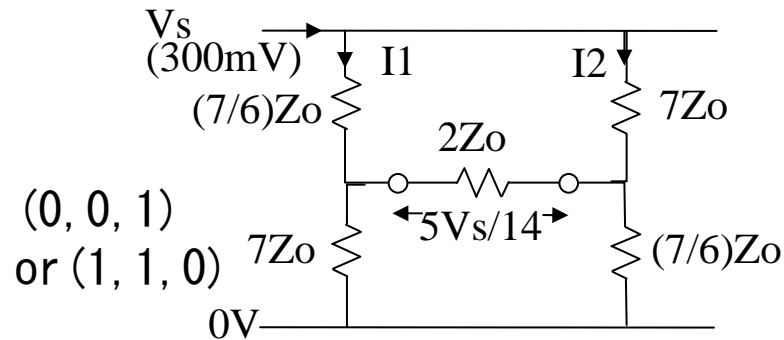 Vs
(300mV)
I1
I2
(7/6)Zo
7Zo
2Zo
5Vs/14
(0,0,1)
or (1,1,0)
7Zo
(7/6)Zo
0V